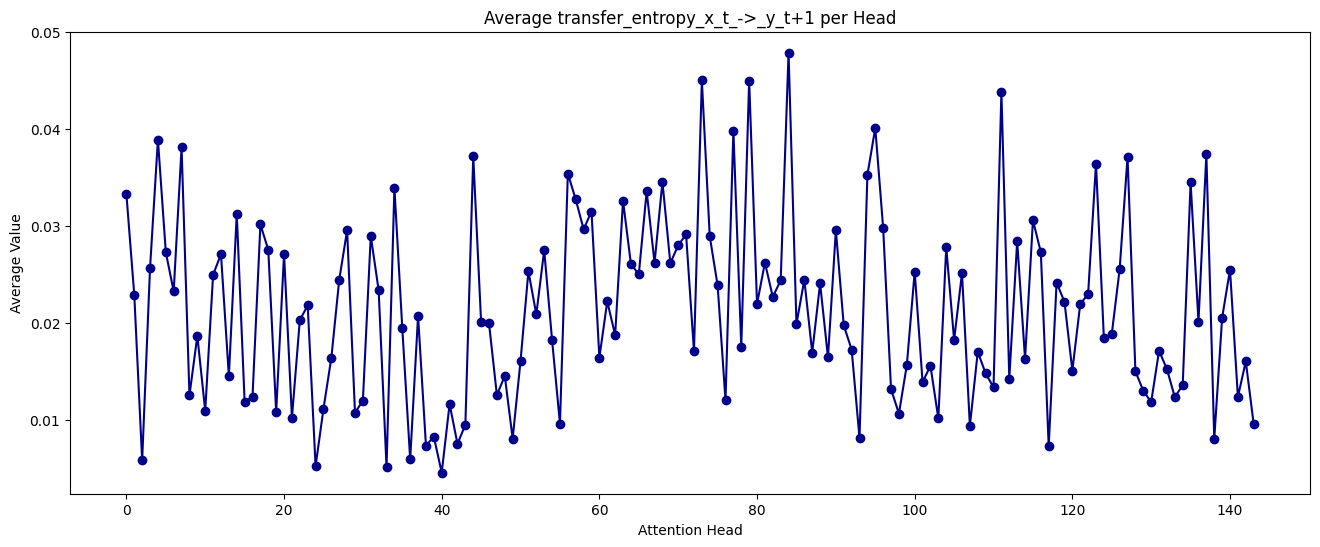 Average transfer_entropy_x_t_->_y_t+1 per Head
Average Value
0.05
0.04
0.03
0.02
0.01
0 20 40 60 80 100 120 140
Attention Head